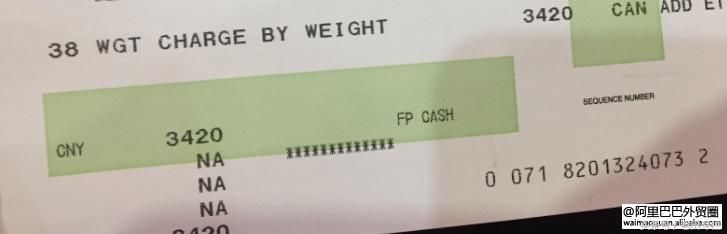 3420 CAN ADD
38 WGT CHARGE BY WEIGHT
SEQUENCE NUMBER
CNY 3420 FP CASH
NA *************
NA
NA
0 071 8201324073 2
3420
@阿里巴巴外贸圈
waimaoquan.alibaba.com